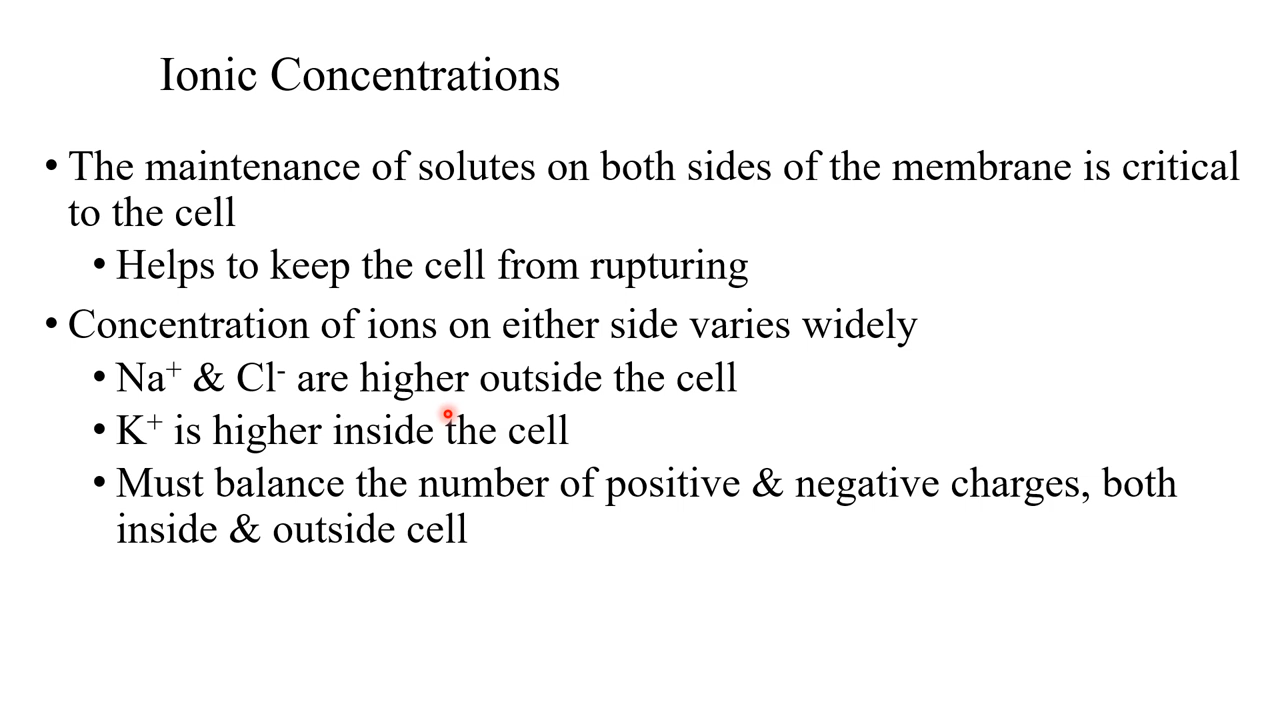 Ionic Concentrations
• The maintenance of solutes on both sides of the membrane is critical
to the cell
• Helps to keep the cell from rupturing
• Concentration of ions on either side varies widely
• Na⁺ & Cl⁻ are higher outside the cell
• K⁺ is higher inside the cell
• Must balance the number of positive & negative charges, both
inside & outside cell